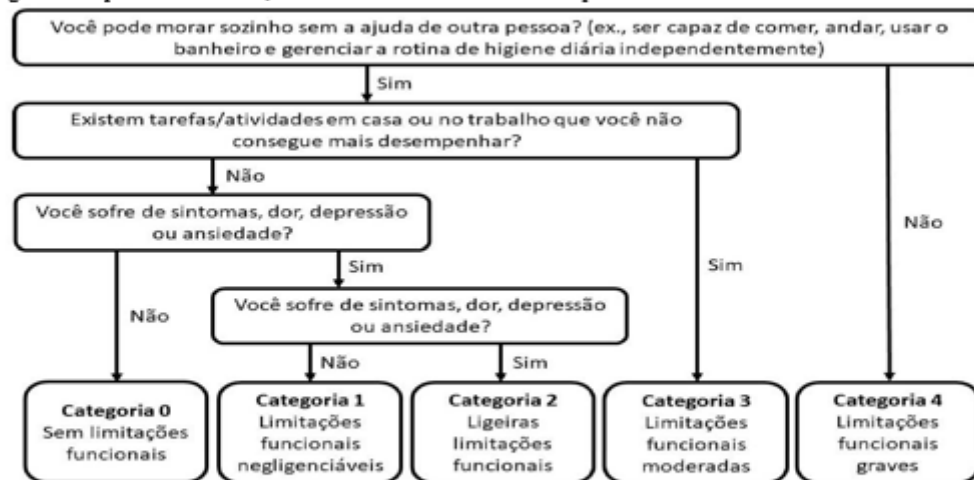 Você pode morar sozinho sem a ajuda de outra pessoa? (ex., ser capaz de comer, andar, usar o
banheiro e gerenciar a rotina de higiene diária independentemente)
Sim
Existem tarefas/atividades em casa ou no trabalho que você não
consegue mais desempenhar?
Não
Você sofre de sintomas, dor, depressão
ou ansiedade?
Não
Sim
Sim
Não
Você sofre de sintomas, dor, depressão
ou ansiedade?
Não
Sim
Categoria 0
Sem limitações
funcionais
Categoria 1
Limitações
funcionais
negligenciáveis
Categoria 2
Ligeiras
limitações
funcionais
Categoria 3
Limitações
funcionais
moderadas
Categoria 4
Limitações
funcionais
graves